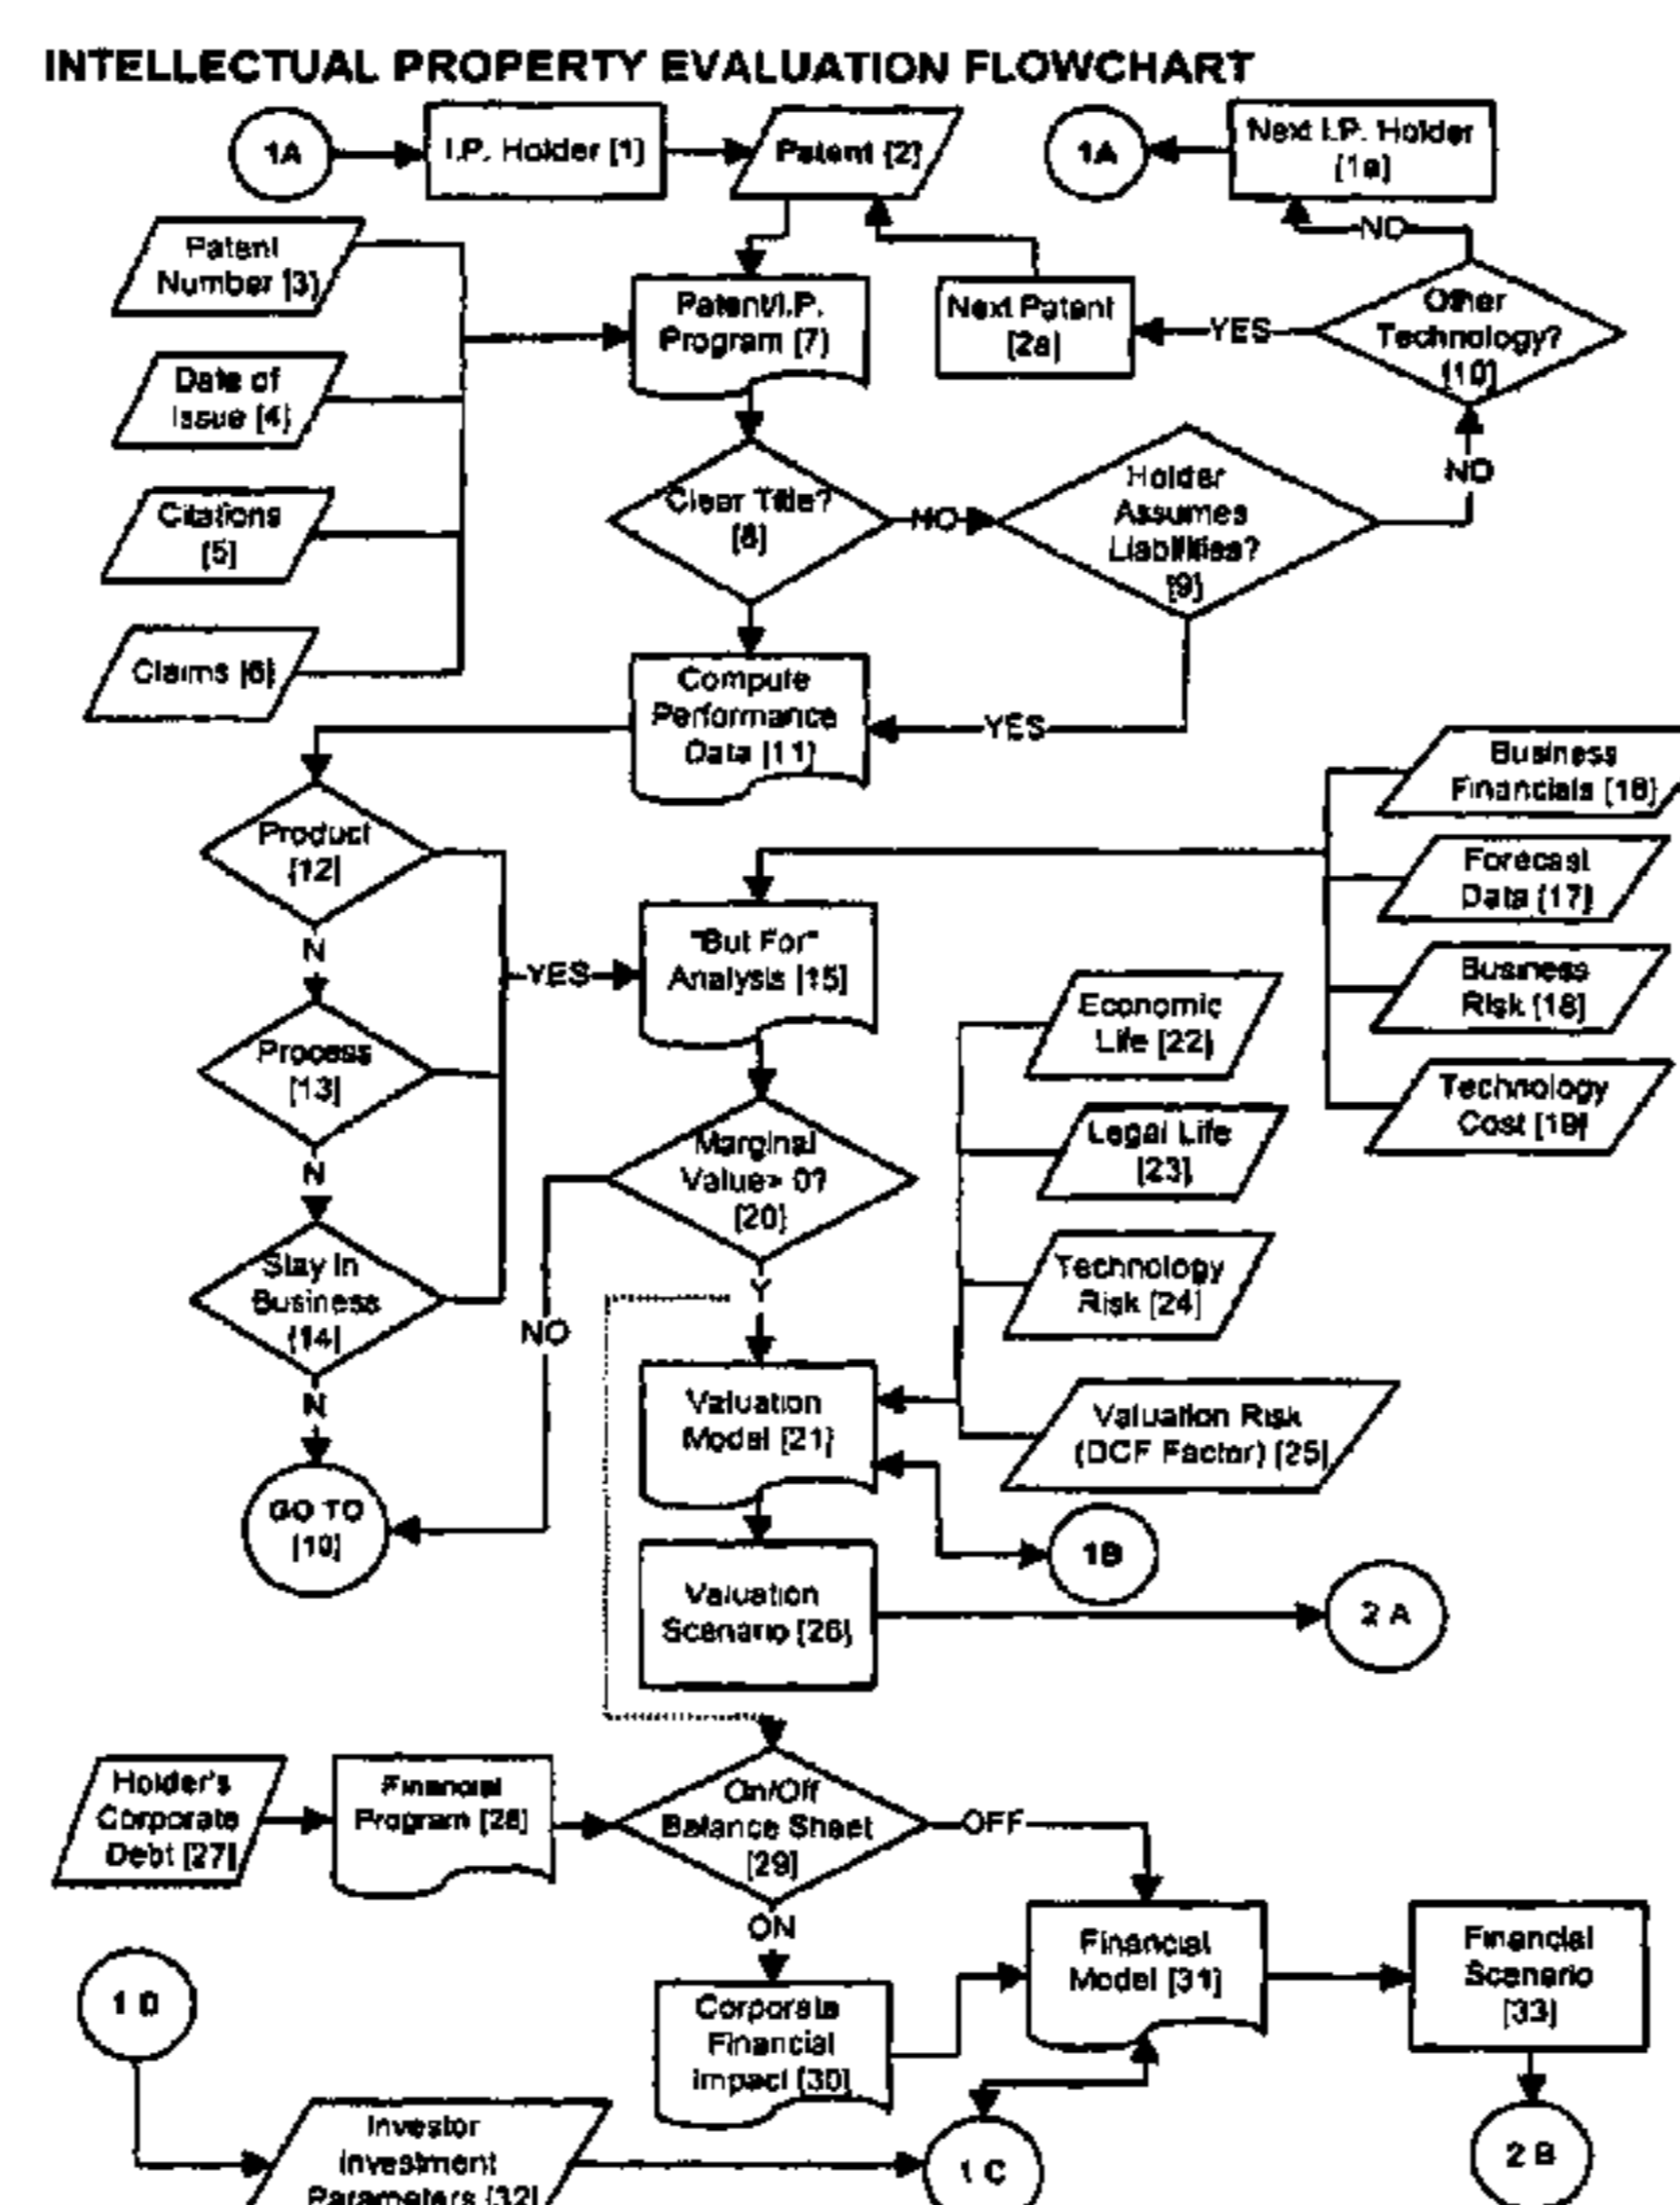 INTELLECTUAL PROPERTY EVALUATION FLOWCHART
1A
I.P. Holder [1]
Patent [2]
1A
Next I.P. Holder
[1a]
NO
Patent
Number [3]
Patent/I.P.
Program [7]
Next Patent
[2a]
YES
Other
Technology?
[10]
Date of
Issue [4]
NO
Citations
[5]
Clear Title?
[8]
NO
Holder
Assumes
Liabilities?
[9]
Claims [6]
Compute
Performance
Data [11]
YES
Business
Financials [16]
Product
[12]
Forecast
Data [17]
N
"But For"
Analysis [15]
YES
Business
Risk [18]
Economic
Life [22]
Process
[13]
Technology
Cost [19]
Marginal
Value> 0?
[20]
Legal Life
[23]
N
Stay In
Business
[14]
Y
Technology
Risk [24]
NO
N
Valuation
Model [21]
Valuation Risk
(DCF Factor) [25]
GO TO
[10]
1B
Valuation
Scenario [26]
2 A
Holder's
Corporate
Debt [27]
Financial
Program [28]
On/Off
Balance Sheet
[29]
OFF
ON
1 D
Corporate
Financial
Impact [30]
Financial
Model [31]
Financial
Scenario
[33]
Investor
Investment
Parameters [32]
1 C
2 B